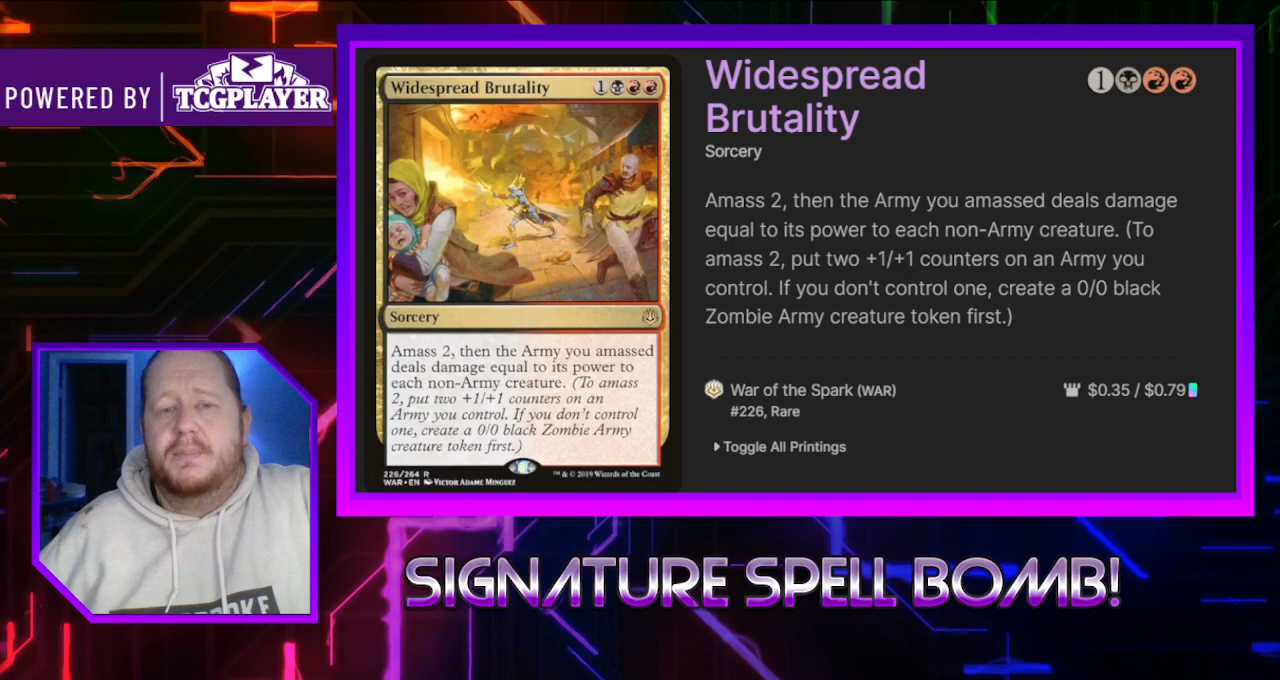 POWERED BY
TCGPLAYER
Widespread Brutality 1
Sorcery
Amass 2, then the Army you amassed
deals damage equal to its power to
each non-Army creature. (To amass
2, put two +1/+1 counters on an
Army you control. If you don't control
one, create a 0/0 black Zombie Army
creature token first.)
226/264 R
WAR • EN VICTOR ADAME MINGUEZ
™ & © 2019 Wizards of the Coast
Widespread
Brutality
1
Sorcery
Amass 2, then the Army you amassed deals damage
equal to its power to each non-Army creature. (To
amass 2, put two +1/+1 counters on an Army you
control. If you don't control one, create a 0/0 black
Zombie Army creature token first.)
War of the Spark (WAR)
$0.35 / $0.79
#226, Rare
Toggle All Printings
SIGNATURE SPELL BOMB!